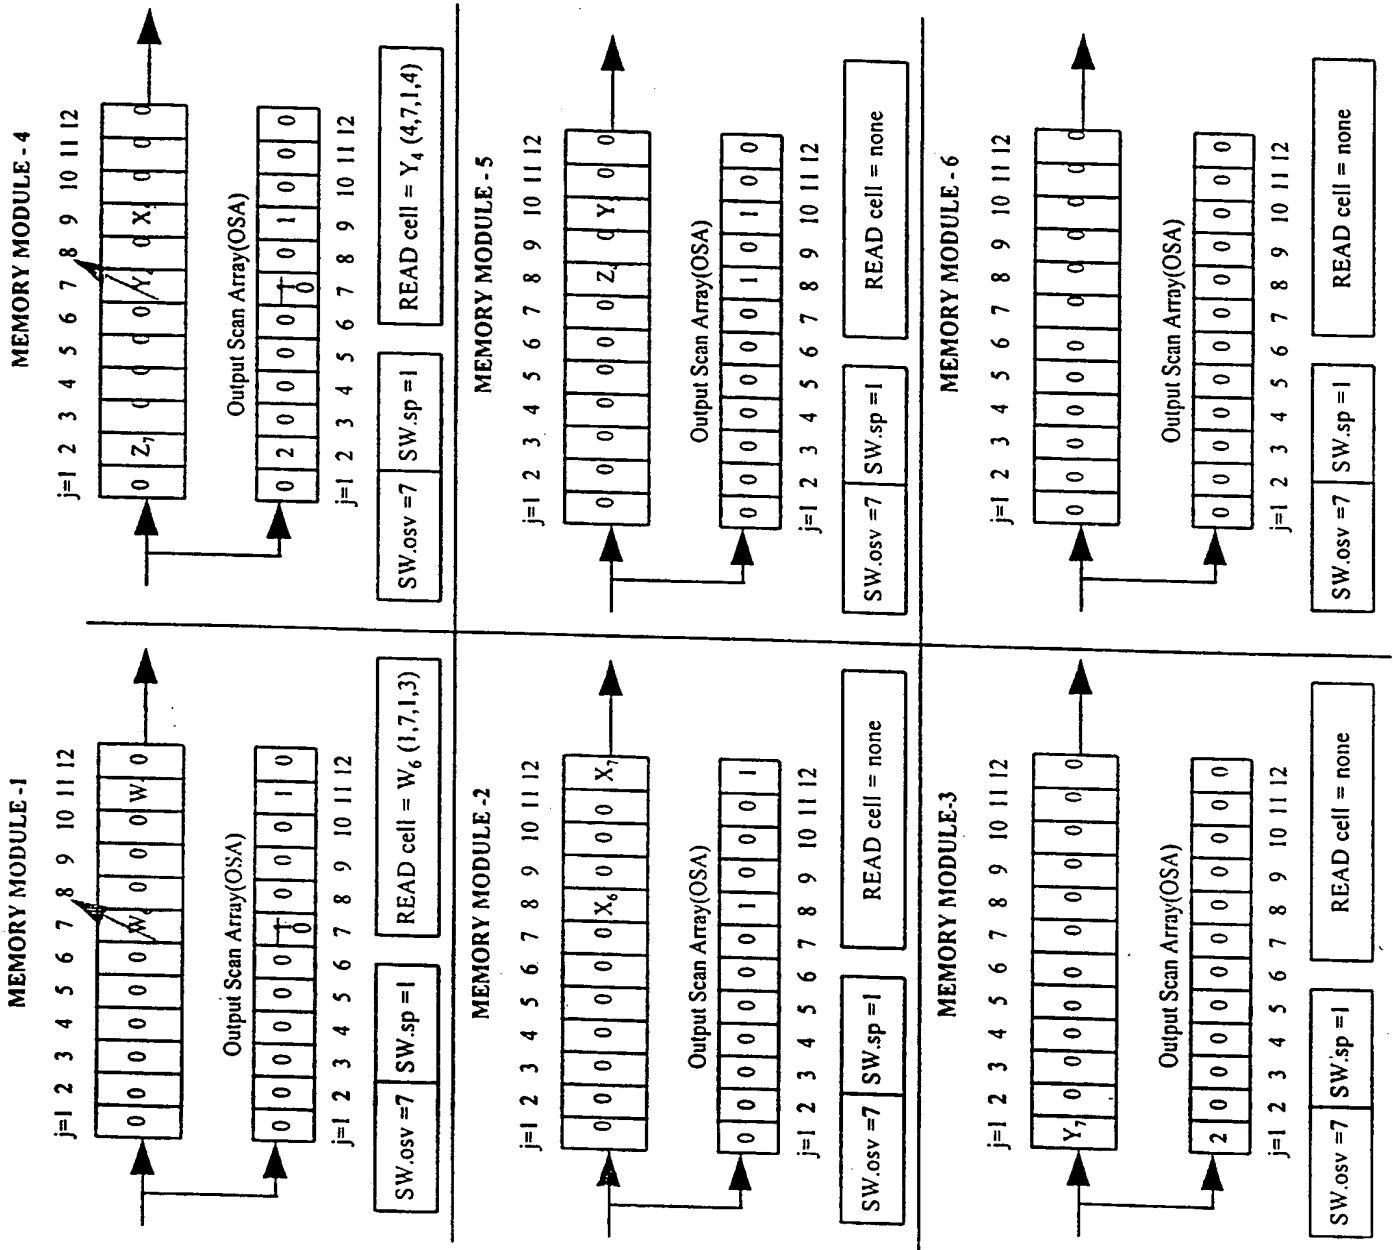 MEMORY MODULE -1
j=1 2 3 4 5 6 7 8 9 10 11 12
0 0 0 0 0 0 W 0 0 0 W 0
Output Scan Array(OSA)
0 0 0 0 0 0 1 0 0 0 1 0
0
j=1 2 3 4 5 6 7 8 9 10 11 12
SW.osv =7 SW.sp =1 READ cell = W₆ (1,7,1,3)
MEMORY MODULE - 4
j=1 2 3 4 5 6 7 8 9 10 11 12
0 Z₇ 0 0 0 0 Y 0 X 0 0 0
Output Scan Array(OSA)
0 2 0 0 0 0 1 0 1 0 0 0
0
j=1 2 3 4 5 6 7 8 9 10 11 12
SW.osv =7 SW.sp =1 READ cell = Y₄ (4,7,1,4)
MEMORY MODULE -2
j=1 2 3 4 5 6 7 8 9 10 11 12
0 0 0 0 0 0 0 X₆ 0 0 0 X₇
Output Scan Array(OSA)
0 0 0 0 0 0 0 1 0 0 0 1
j=1 2 3 4 5 6 7 8 9 10 11 12
SW.osv =7 SW.sp =1 READ cell = none
MEMORY MODULE - 5
j=1 2 3 4 5 6 7 8 9 10 11 12
0 0 0 0 0 0 0 Z 0 Y 0 0
Output Scan Array(OSA)
0 0 0 0 0 0 0 1 0 1 0 0
j=1 2 3 4 5 6 7 8 9 10 11 12
SW.osv =7 SW.sp =1 READ cell = none
MEMORY MODULE-3
j=1 2 3 4 5 6 7 8 9 10 11 12
Y₇ 0 0 0 0 0 0 0 0 0 0 0
Output Scan Array(OSA)
2 0 0 0 0 0 0 0 0 0 0 0
j=1 2 3 4 5 6 7 8 9 10 11 12
SW.osv =7 SW.sp =1 READ cell = none
MEMORY MODULE - 6
j=1 2 3 4 5 6 7 8 9 10 11 12
0 0 0 0 0 0 0 0 0 0 0 0
Output Scan Array(OSA)
0 0 0 0 0 0 0 0 0 0 0 0
j=1 2 3 4 5 6 7 8 9 10 11 12
SW.osv =7 SW.sp =1 READ cell = none